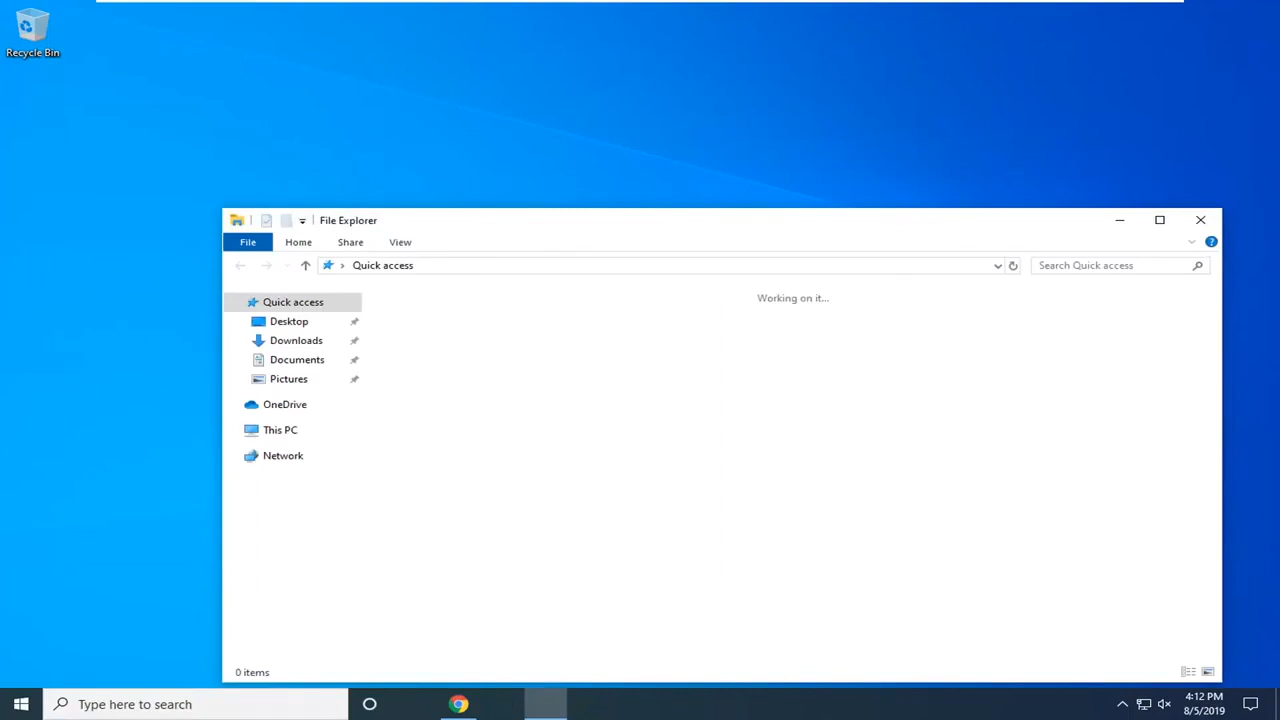 Recycle Bin
File Explorer
File Home Share View
Quick access
Search Quick access
Working on it...
Quick access
Desktop
Downloads
Documents
Pictures
OneDrive
This PC
Network
0 items
Type here to search
4:12 PM
8/5/2019